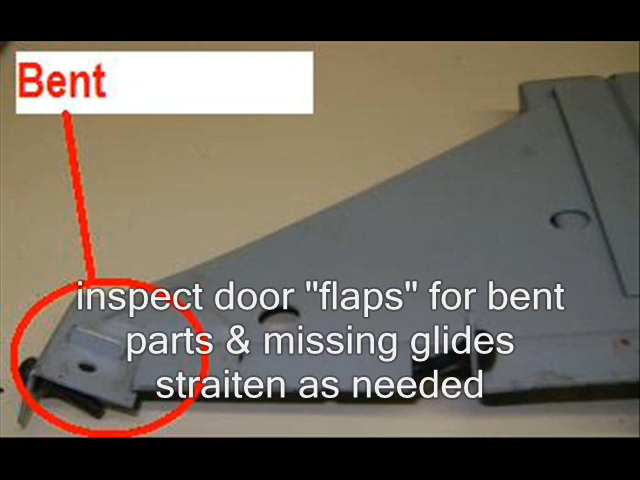 Bent
inspect door "flaps" for bent
parts & missing glides
straiten as needed